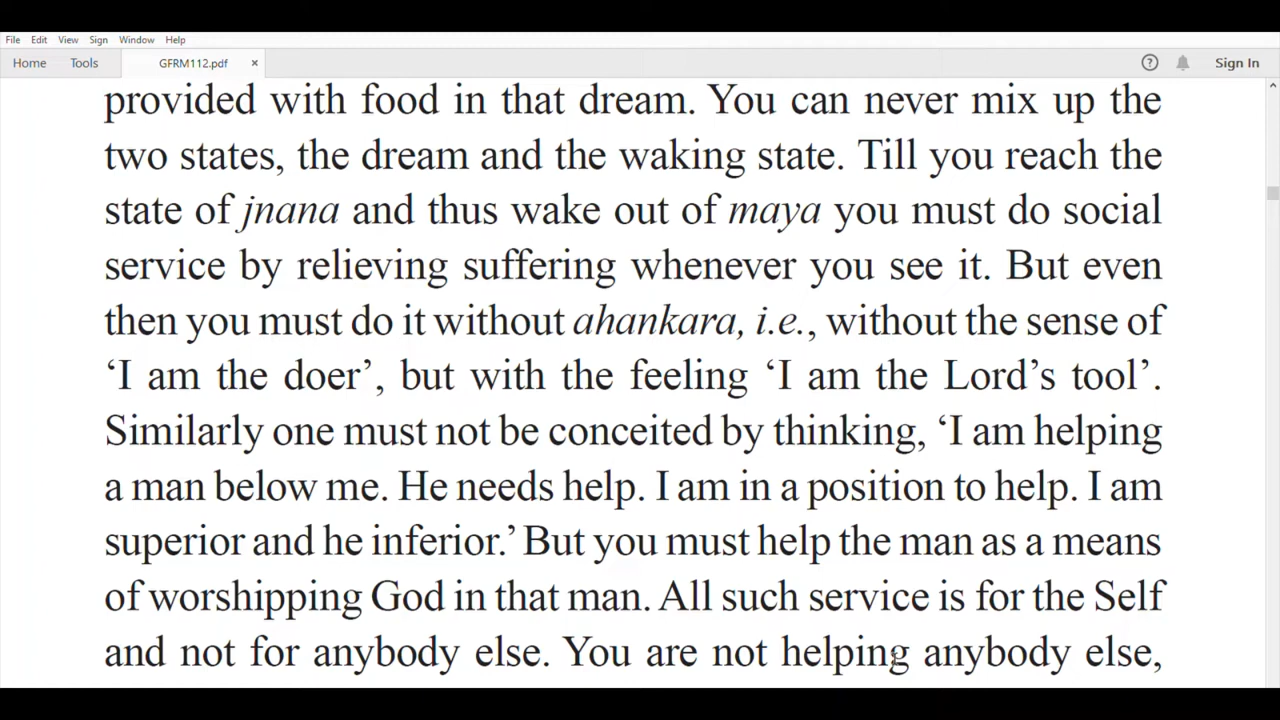 File Edit View Sign Window Help
Home Tools GFRM112.pdf × ? Sign In
provided with food in that dream. You can never mix up the
two states, the dream and the waking state. Till you reach the
state of jnana and thus wake out of maya you must do social
service by relieving suffering whenever you see it. But even
then you must do it without ahankara, i.e., without the sense of
‘I am the doer’, but with the feeling ‘I am the Lord’s tool’.
Similarly one must not be conceited by thinking, ‘I am helping
a man below me. He needs help. I am in a position to help. I am
superior and he inferior.’ But you must help the man as a means
of worshipping God in that man. All such service is for the Self
and not for anybody else. You are not helping anybody else,